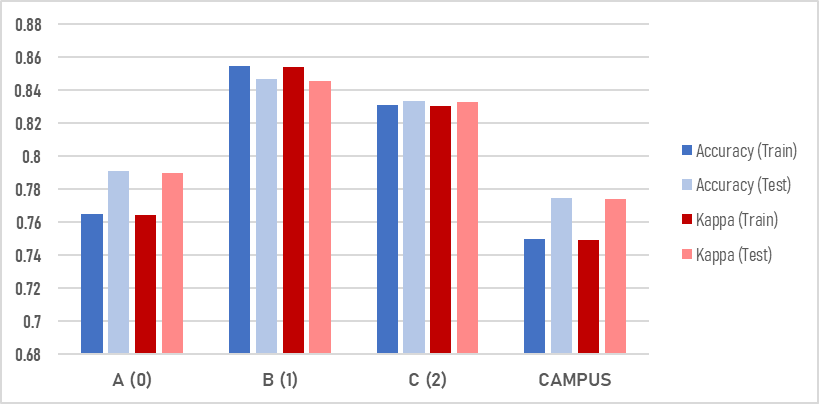 0.88
0.86
0.84
0.82
0.8
0.78
0.76
0.74
0.72
0.7
0.68
A (0)
B (1)
C (2)
CAMPUS
Accuracy (Train)
Accuracy (Test)
Kappa (Train)
Kappa (Test)